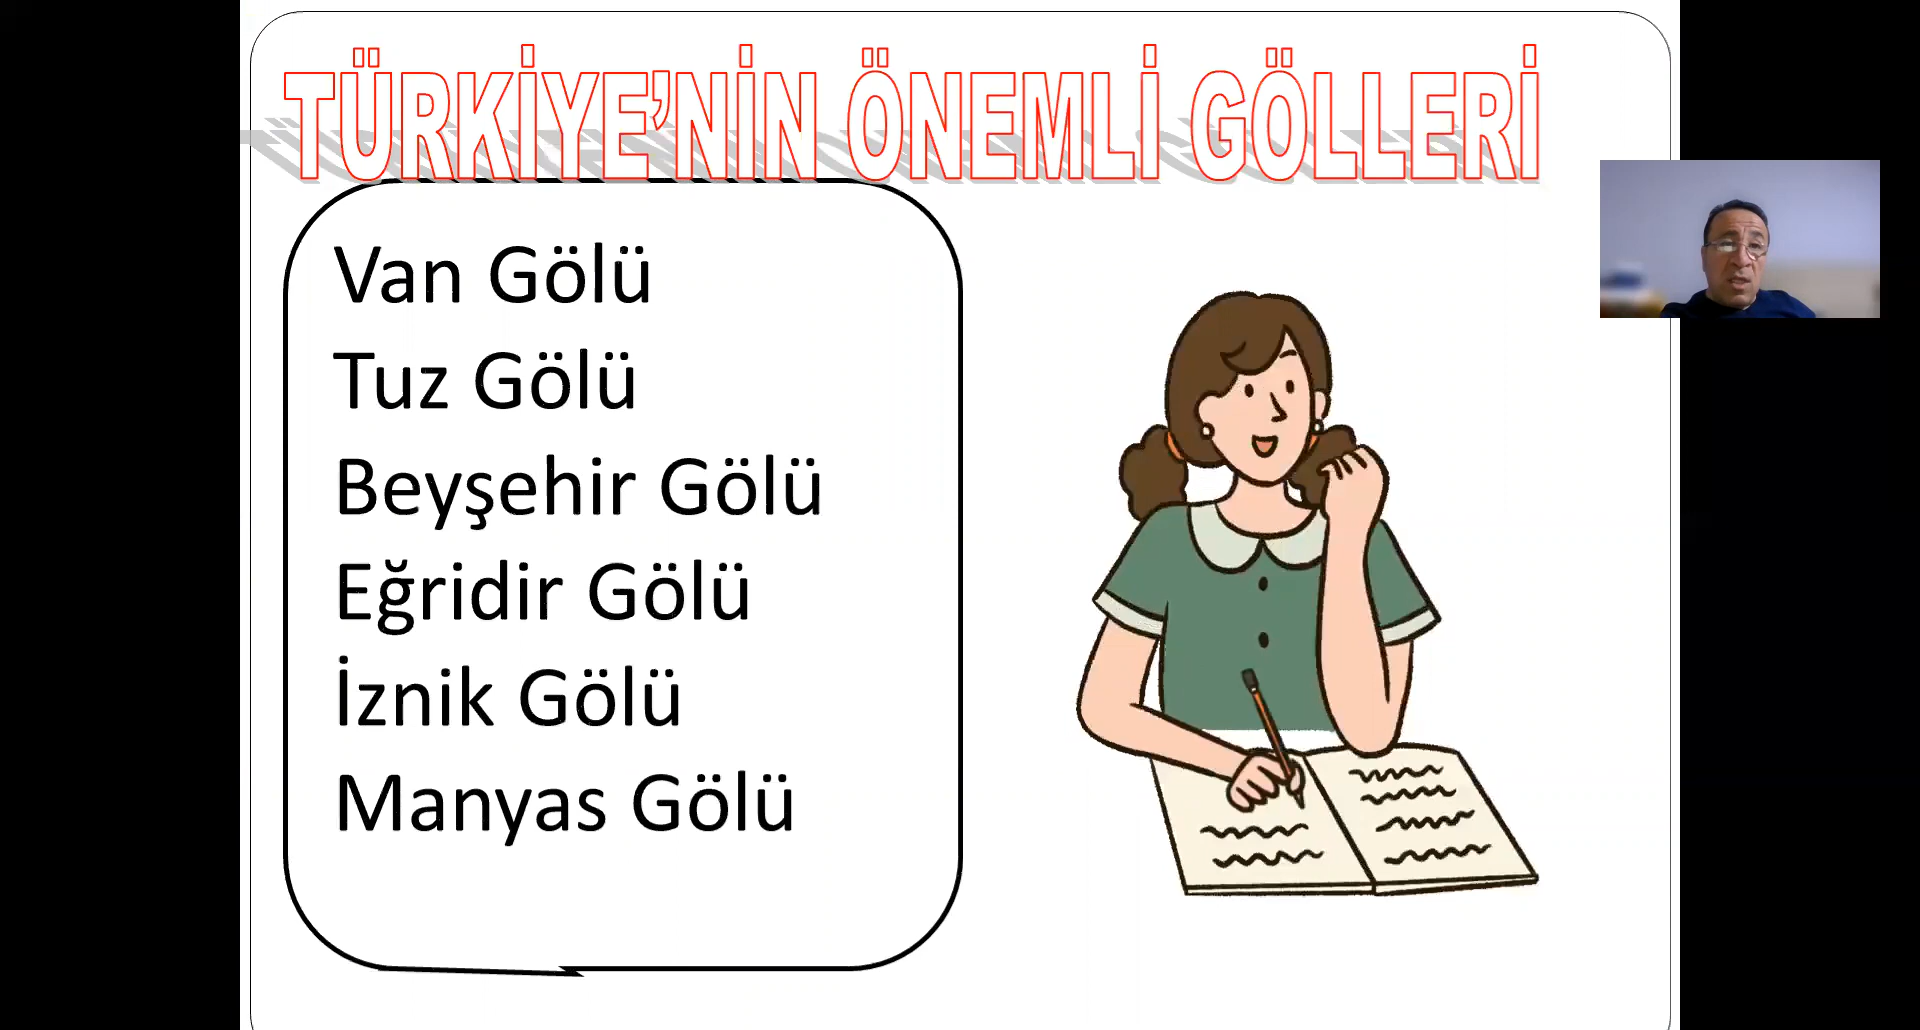 TÜRKİYE’NİN ÖNEMLİ GÖLLERİ
Van Gölü
Tuz Gölü
Beyşehir Gölü
Eğridir Gölü
İznik Gölü
Manyas Gölü